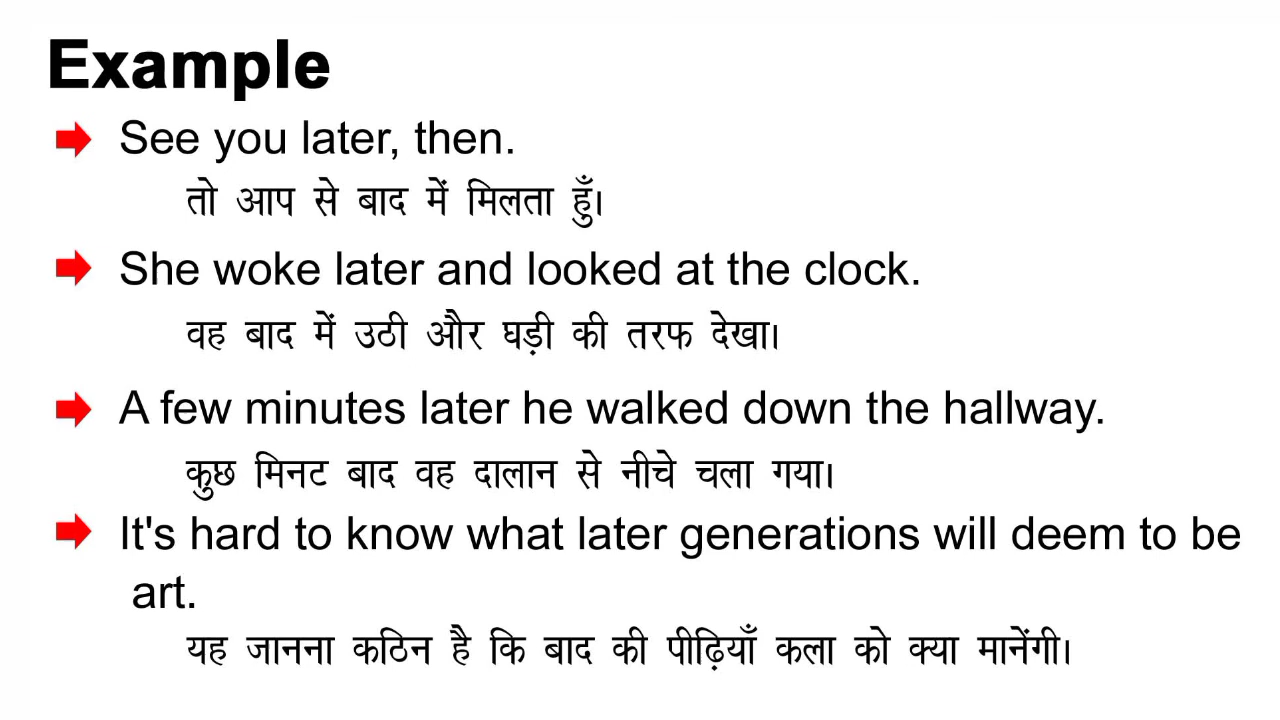 Example
See you later, then.
तो आप से बाद में मिलता हुँ।
She woke later and looked at the clock.
वह बाद में उठी और घड़ी की तरफ देखा।
A few minutes later he walked down the hallway.
कुछ मिनट बाद वह दालान से नीचे चला गया।
It's hard to know what later generations will deem to be
art.
यह जानना कठिन है कि बाद की पीढ़ियाँ कला को क्या मानेंगी।